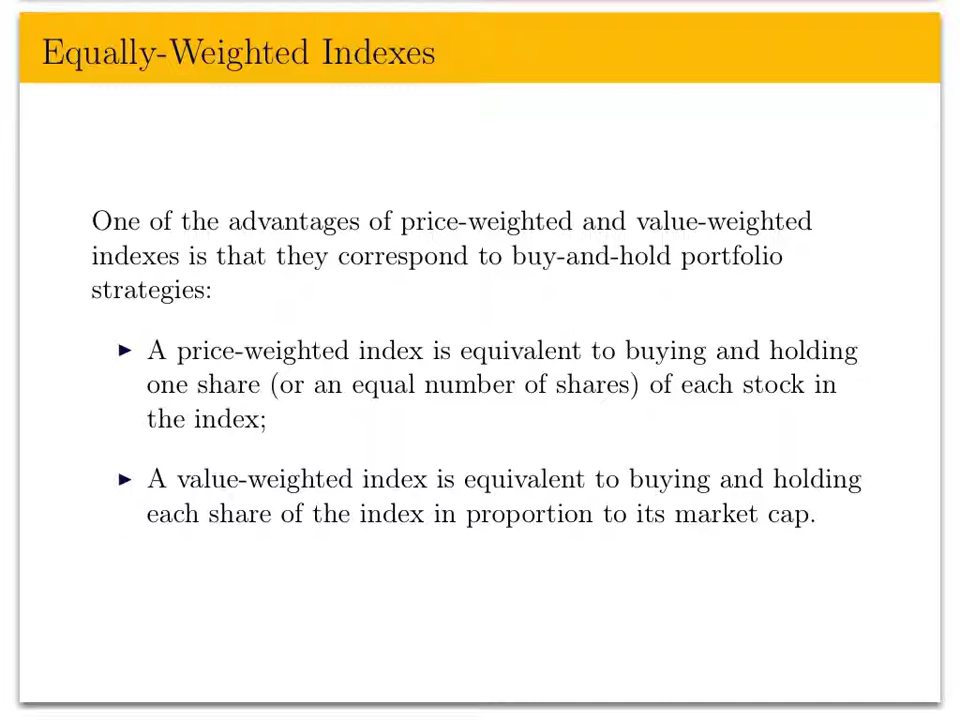 Equally-Weighted Indexes
One of the advantages of price-weighted and value-weighted
indexes is that they correspond to buy-and-hold portfolio
strategies:
▶ A price-weighted index is equivalent to buying and holding
one share (or an equal number of shares) of each stock in
the index;
▶ A value-weighted index is equivalent to buying and holding
each share of the index in proportion to its market cap.